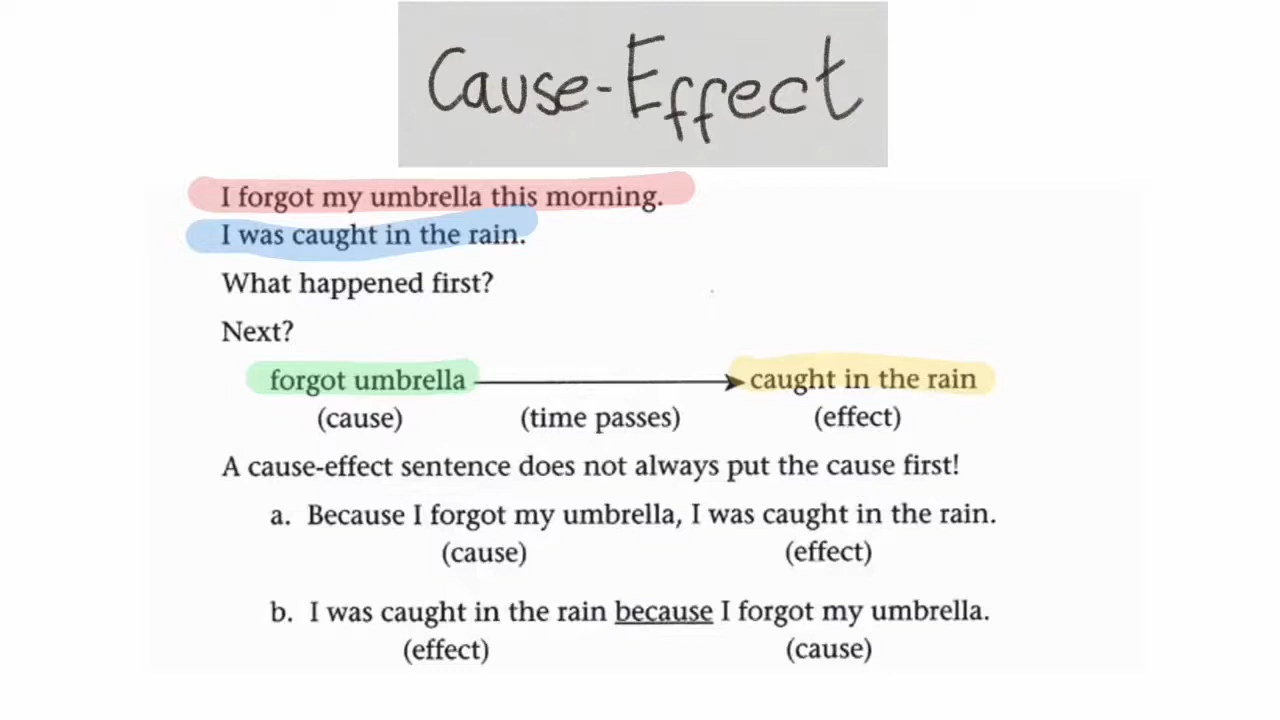 Cause-Effect
I forgot my umbrella this morning.
I was caught in the rain.
What happened first?
Next?
forgot umbrella caught in the rain
(cause) (time passes) (effect)
A cause-effect sentence does not always put the cause first!
a. Because I forgot my umbrella, I was caught in the rain.
(cause) (effect)
b. I was caught in the rain because I forgot my umbrella.
(effect) (cause)